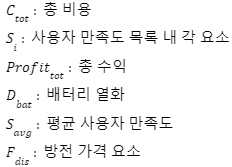 C_tot : 총 비용
S_i : 사용자 만족도 목록 내 각 요소
Profit_tot : 총 수익
D_bat : 배터리 열화
S_avg : 평균 사용자 만족도
F_dis : 방전 가격 요소